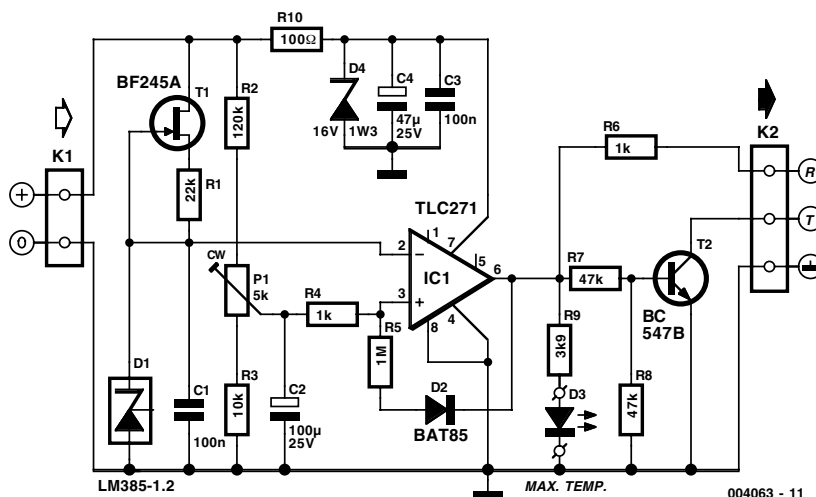 R10
100Ω
BF245A
T1
R2
120k
D4
16V 1W3
C4
47μ
25V
C3
100n
K1
+
0
R1
22k
TLC271
R6
1k
K2
R
T
2
1
7
5
6
3
8
4
−
+
IC1
CW
P1
5k
R4
1k
R5
1M
R7
47k
T2
BC
547B
R9
3k9
D1
C1
100n
R3
10k
C2
100μ
25V
D2
BAT85
D3
R8
47k
LM385-1.2
MAX. TEMP.
004063 - 11